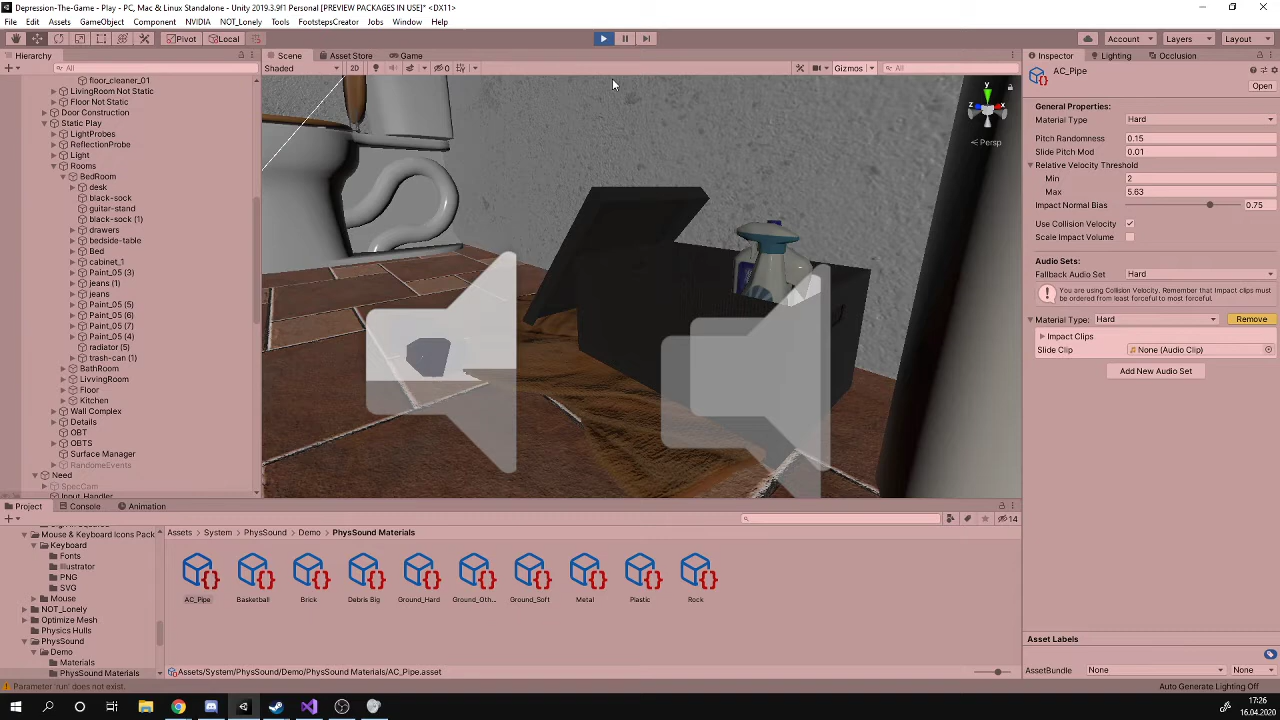 Depression-The-Game - Play - PC, Mac & Linux Standalone - Unity 2019.3.9f1 Personal [PREVIEW PACKAGES IN USE]* <DX11>
File Edit Assets GameObject Component NVIDIA NOT_Lonely Tools FootstepsCreator Jobs Window Help
Pivot Local Account Layers Layout
Hierarchy Scene Asset Store Game Inspector Lighting Occlusion
All Shaded 2D 0 Gizmos All AC_Pipe
Open
floor_cleaner_01
LivingRoom Not Static
Floor Not Static
Door Construction
Static Play
LightProbes
ReflectionProbe
Light
Rooms
BedRoom
desk
black-sock
guitar-stand
black-sock (1)
drawers
bedside-table
Bed
cabinet_1
Paint_05 (3)
jeans (1)
jeans
Paint_05 (5)
Paint_05 (6)
Paint_05 (7)
Paint_05 (4)
radiator (5)
trash-can (1)
BathRoom
LivvingRoom
Floor
Kitchen
Wall Complex
Details
OBT
OBTS
Surface Manager
RandomeEvents
Need
SpecCam
Input_Handler
y
x
Persp
General Properties:
Material Type Hard
Pitch Randomness 0.15
Slide Pitch Mod 0.01
Relative Velocity Threshold
Min 2
Max 5.63
Impact Normal Bias 0.75
Use Collision Velocity
Scale Impact Volume
Audio Sets:
Fallback Audio Set Hard
You are using Collision Velocity. Remember that Impact clips must
be ordered from least forceful to most forceful.
Material Type: Hard Remove
Impact Clips
Slide Clip None (Audio Clip)
Add New Audio Set
Project Console Animation
14
Mouse & Keyboard Icons Pack
Keyboard
Fonts
Illustrator
PNG
SVG
Mouse
NOT_Lonely
Optimize Mesh
Physics Hulls
PhysSound
Demo
Materials
PhysSound Materials
Assets System PhysSound Demo PhysSound Materials
AC_Pipe Basketball Brick Debris Big Ground_Hard Ground_Oth... Ground_Soft Metal Plastic Rock
Assets/System/PhysSound/Demo/PhysSound Materials/AC_Pipe.asset
Asset Labels
AssetBundle None None
Parameter 'run' does not exist.
Auto Generate Lighting Off
17:26
16.04.2020